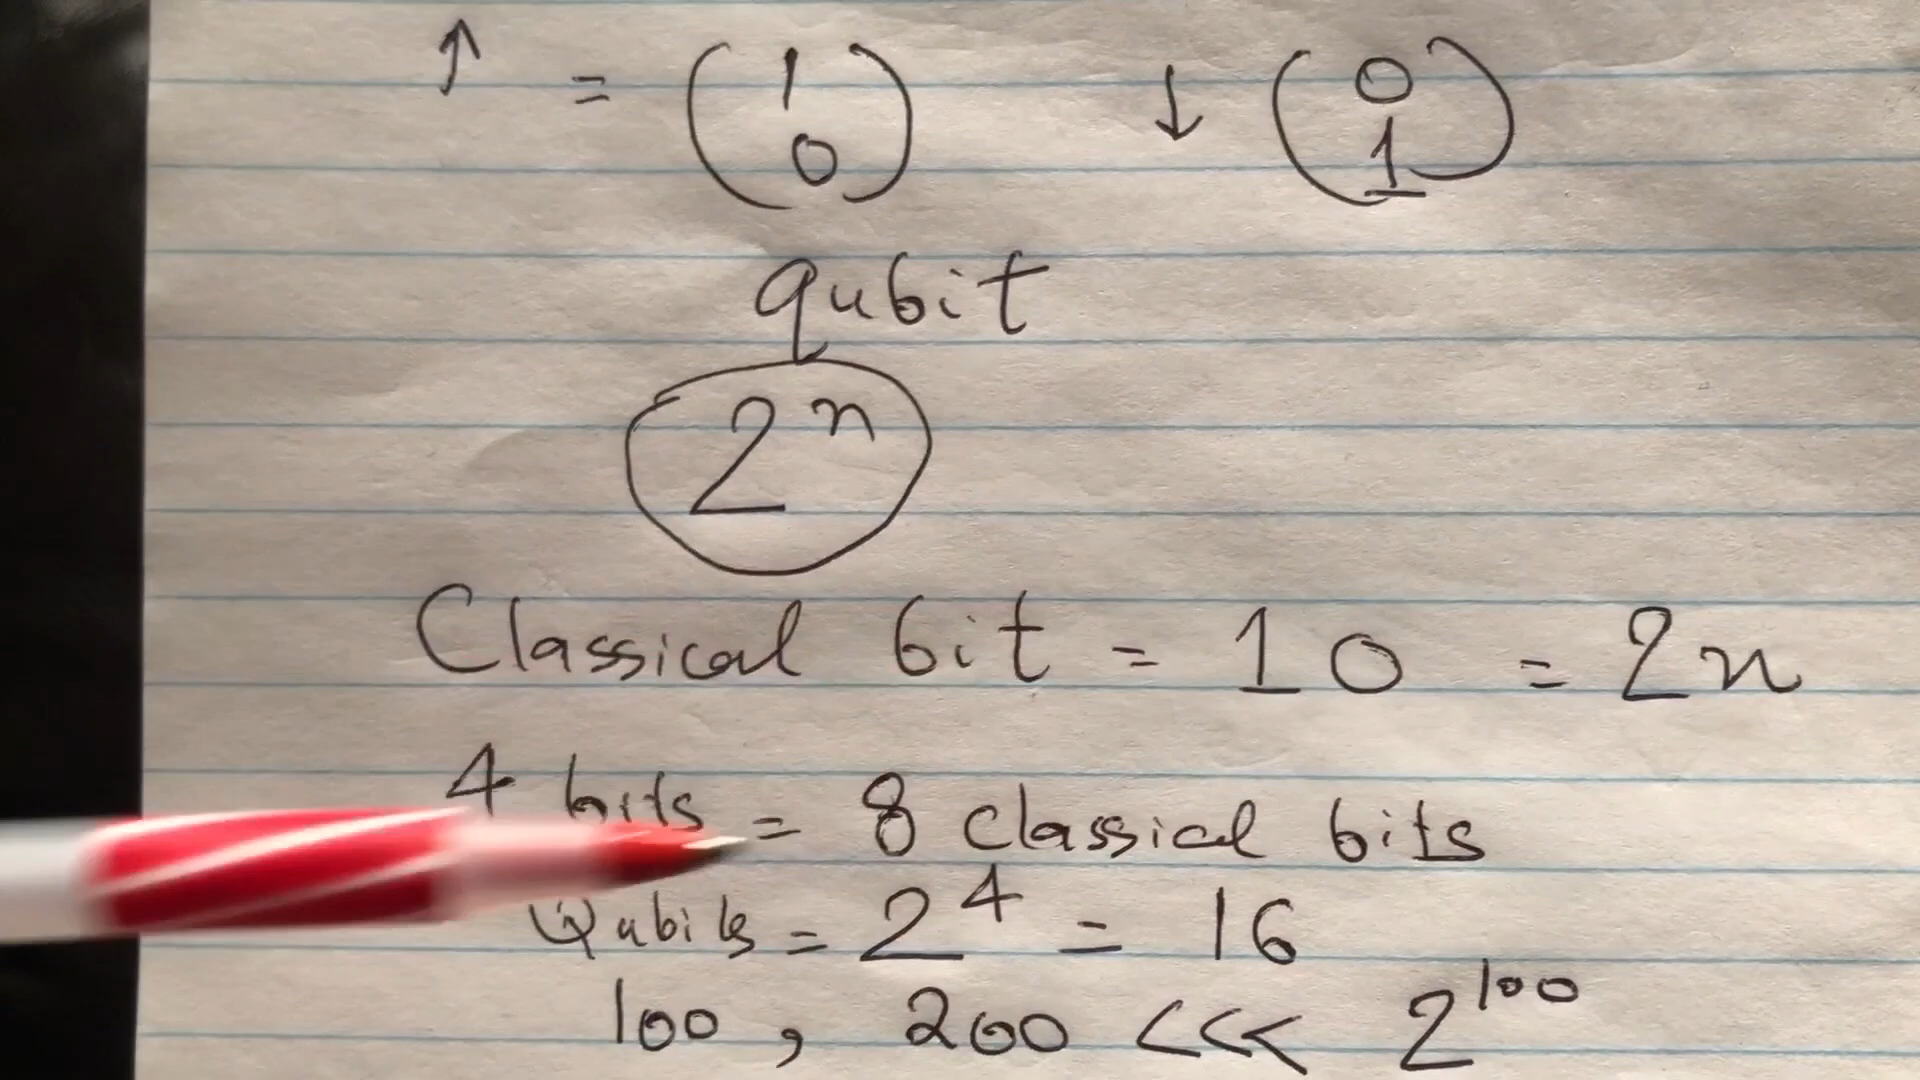 ↑ = (1 0) ↓ (0 1)
qubit
2^n
Classical bit = 1 0 = 2n
4 bits = 8 classical bits
Qubits = 2^4 = 16
100, 200 <<< 2^100